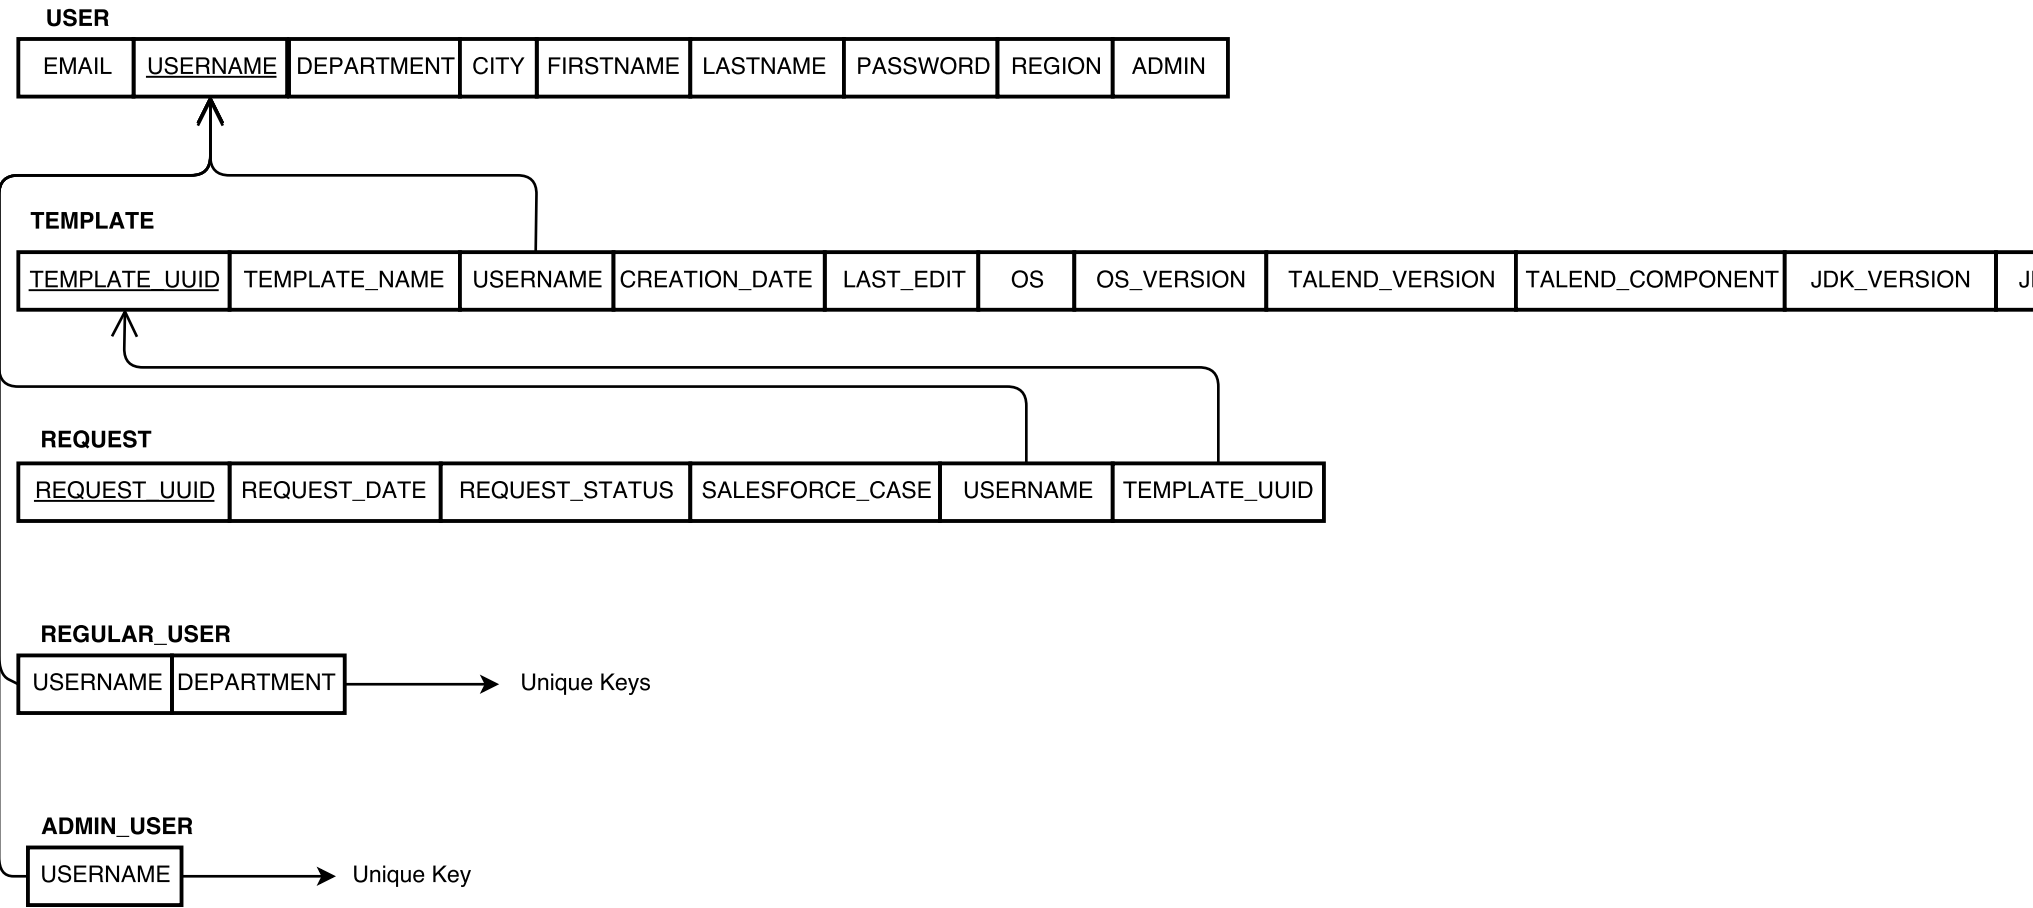 USER
EMAIL USERNAME DEPARTMENT CITY FIRSTNAME LASTNAME PASSWORD REGION ADMIN
TEMPLATE
TEMPLATE_UUID TEMPLATE_NAME USERNAME CREATION_DATE LAST_EDIT OS OS_VERSION TALEND_VERSION TALEND_COMPONENT JDK_VERSION
REQUEST
REQUEST_UUID REQUEST_DATE REQUEST_STATUS SALESFORCE_CASE USERNAME TEMPLATE_UUID
REGULAR_USER
USERNAME DEPARTMENT Unique Keys
ADMIN_USER
USERNAME Unique Key